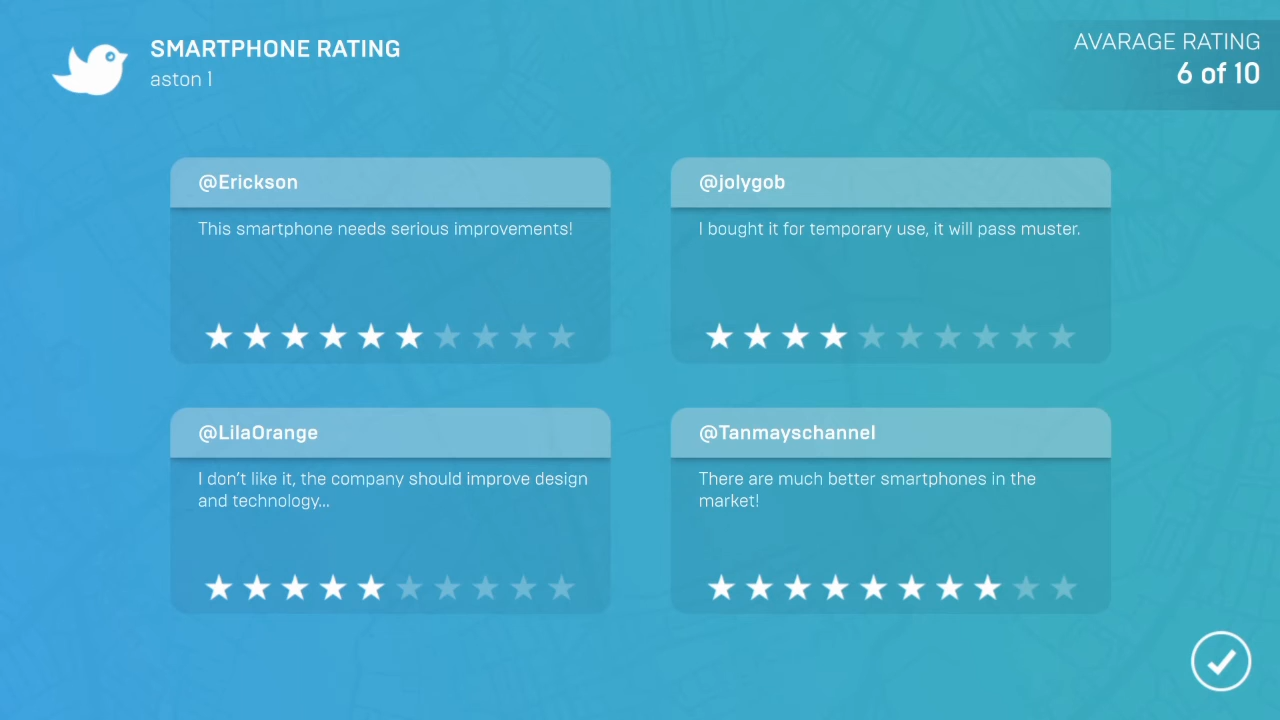 SMARTPHONE RATING
aston 1
AVARAGE RATING
6 of 10
@Erickson
This smartphone needs serious improvements!
@jolygob
I bought it for temporary use, it will pass muster.
@LilaOrange
I don't like it, the company should improve design
and technology...
@Tanmayschannel
There are much better smartphones in the
market!